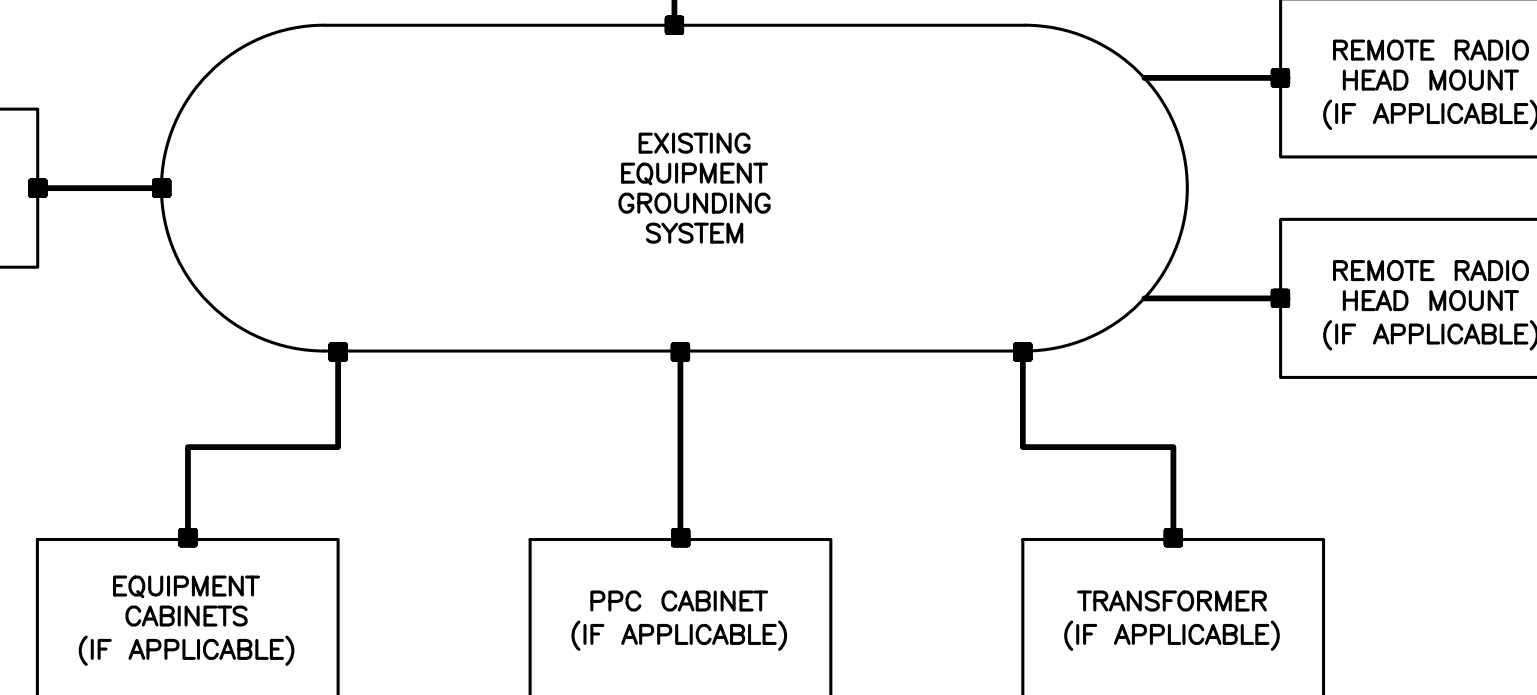 REMOTE RADIO
HEAD MOUNT
(IF APPLICABLE)
EXISTING
EQUIPMENT
GROUNDING
SYSTEM
REMOTE RADIO
HEAD MOUNT
(IF APPLICABLE)
EQUIPMENT
CABINETS
(IF APPLICABLE)
PPC CABINET
(IF APPLICABLE)
TRANSFORMER
(IF APPLICABLE)